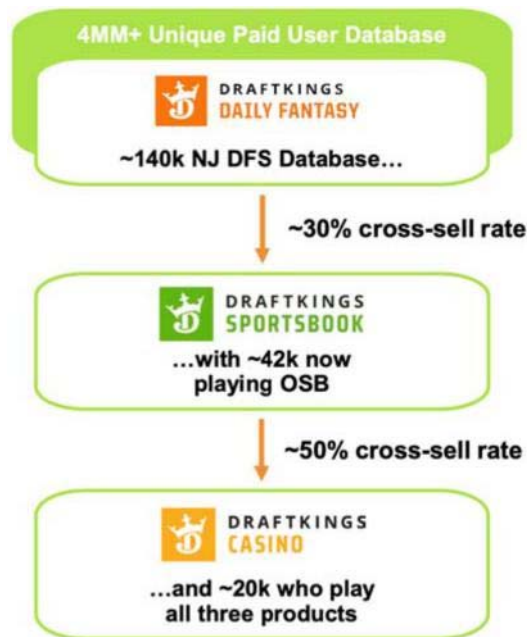 4MM+ Unique Paid User Database
DRAFTKINGS
DAILY FANTASY
~140k NJ DFS Database…
~30% cross-sell rate
DRAFTKINGS
SPORTSBOOK
…with ~42k now
playing OSB
~50% cross-sell rate
DRAFTKINGS
CASINO
…and ~20k who play
all three products